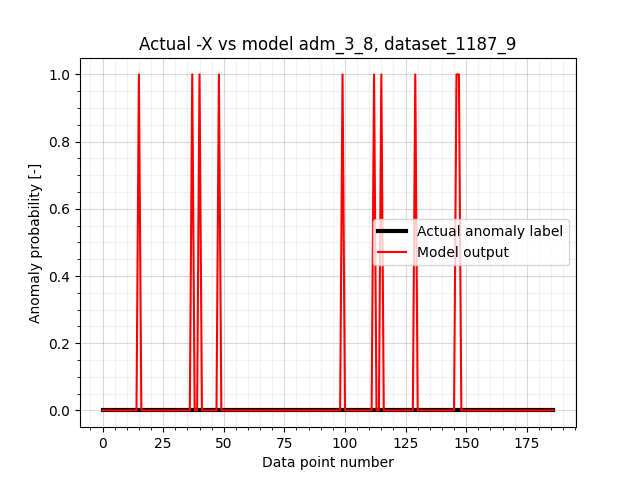 Actual -X vs model adm_3_8, dataset_1187_9
Anomaly probability [-]
1.0
0.8
0.6
0.4
0.2
0.0
Actual anomaly label
Model output
0 25 50 75 100 125 150 175
Data point number